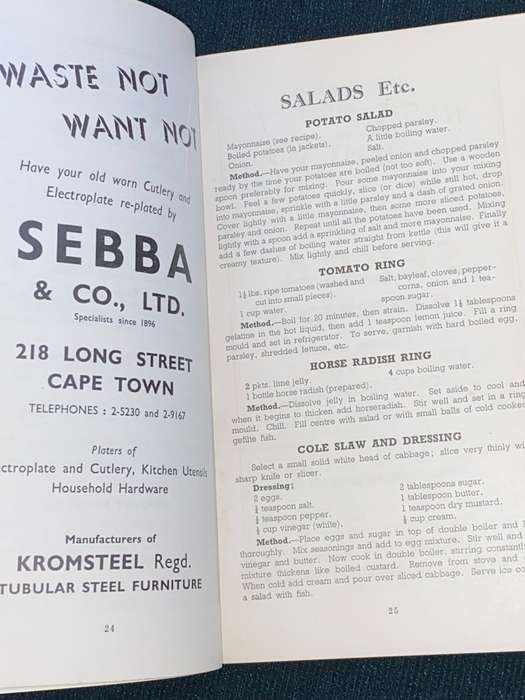 WASTE NOT
WANT NOT
Have your old worn Cutlery and
Electroplate re-plated by
SEBBA
& CO., LTD.
Specialists since 1896
218 LONG STREET
CAPE TOWN
TELEPHONES : 2-5230 and 2-9167
Platers of
ctroplate and Cutlery, Kitchen Utensils
Household Hardware
Manufacturers of
KROMSTEEL Regd.
TUBULAR STEEL FURNITURE
24
SALADS Etc.
POTATO SALAD
Mayonnaise (see recipe).
Boiled potatoes (in jackets).
Onion.
Chopped parsley.
A little boiling water.
Salt.
Method.—Have your mayonnaise, peeled onion and chopped parsley
ready by the time your potatoes are boiled (not too soft). Use a wooden
spoon preferably for mixing. Pour some mayonnaise into your mixing
bowl. Peel a few potatoes quickly, slice (or dice) while still hot, drop
into mayonnaise, sprinkle with a little parsley and a dash of grated onion.
Cover lightly with a little mayonnaise, then some more sliced potatoes,
parsley and onion. Repeat until all the potatoes have been used. Mixing
lightly with a spoon add a sprinkling of salt and more mayonnaise. Finally
add a few dashes of boiling water straight from kettle (this will give it a
creamy texture). Mix lightly and chill before serving.
TOMATO RING
1½ lbs. ripe tomatoes (washed and
cut into small pieces).
1 cup water.
Salt, bayleaf, cloves, pepper-
corns, onion and 1 tea-
spoon sugar.
Method.—Boil for 20 minutes, then strain. Dissolve 1½ tablespoons
gelatine in the hot liquid, then add 1 teaspoon lemon juice. Fill a ring
mould and set in refrigerator. To serve, garnish with hard boiled egg,
parsley, shredded lettuce, etc.
HORSE RADISH RING
2 pkts. lime jelly.
1 bottle horse radish (prepared).
4 cups boiling water.
Method.—Dissolve jelly in boiling water. Set aside to cool and
when it begins to thicken add horseradish. Stir well and set in a ring
mould. Chill. Fill centre with salad or with small balls of cold cooked
gefilte fish.
COLE SLAW AND DRESSING
Select a small solid white head of cabbage; slice very thinly wi
sharp knife or slicer.
Dressing:
2 eggs.
teaspoon salt.
teaspoon pepper.
cup vinegar (white).
2 tablespoons sugar.
1 tablespoon butter.
1 teaspoon dry mustard.
cup cream.
Method.—Place eggs and sugar in top of double boiler and
thoroughly. Mix seasonings and add to egg mixture. Stir well and
vinegar and butter. Now cook in double boiler, stirring constantl
mixture thickens like boiled custard. Remove from stove and
When cold add cream and pour over sliced cabbage. Serve ice co
a salad with fish.
25